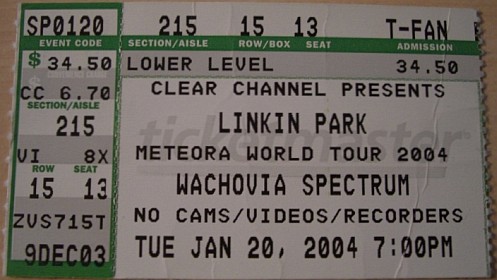 SP0120 215 15 13 T-FAN
EVENT CODE SECTION/AISLE ROW/BOX SEAT ADMISSION
$ 34.50 LOWER LEVEL 34.50
CC 6.70
SECTION/AISLE
215
VI 8X
ROW SEAT
15 13
ZVS715T
9DEC03
CLEAR CHANNEL PRESENTS
LINKIN PARK
METEORA WORLD TOUR 2004
WACHOVIA SPECTRUM
NO CAMS/VIDEOS/RECORDERS
TUE JAN 20, 2004 7:00PM
ticketmaster